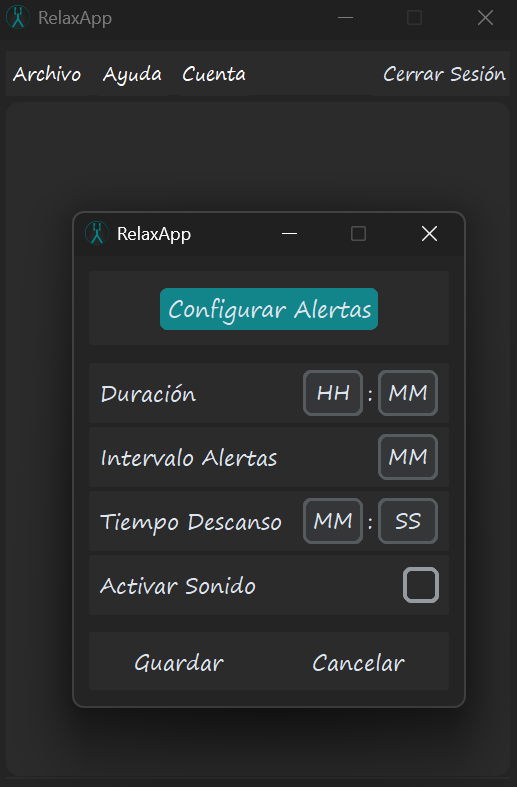 RelaxApp
Archivo Ayuda Cuenta Cerrar Sesión
RelaxApp
Configurar Alertas
Duración HH : MM
Intervalo Alertas MM
Tiempo Descanso MM : SS
Activar Sonido
Guardar Cancelar